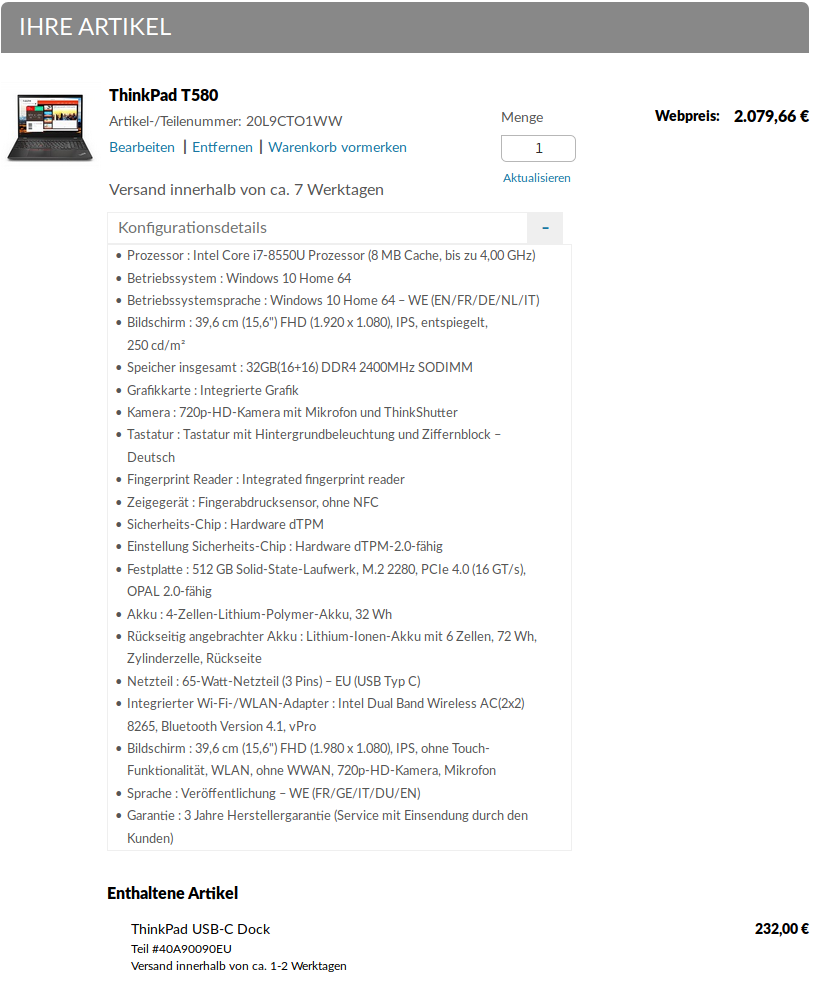 IHRE ARTIKEL
ThinkPad T580
Artikel-/Teilenummer: 20L9CTO1WW
Bearbeiten | Entfernen | Warenkorb vormerken
Menge
1
Aktualisieren
Webpreis: 2.079,66 €
Versand innerhalb von ca. 7 Werktagen
Konfigurationsdetails –
• Prozessor : Intel Core i7-8550U Prozessor (8 MB Cache, bis zu 4,00 GHz)
• Betriebssystem : Windows 10 Home 64
• Betriebssystemsprache : Windows 10 Home 64 – WE (EN/FR/DE/NL/IT)
• Bildschirm : 39,6 cm (15,6") FHD (1.920 x 1.080), IPS, entspiegelt,
250 cd/m²
• Speicher insgesamt : 32GB(16+16) DDR4 2400MHz SODIMM
• Grafikkarte : Integrierte Grafik
• Kamera : 720p-HD-Kamera mit Mikrofon und ThinkShutter
• Tastatur : Tastatur mit Hintergrundbeleuchtung und Ziffernblock –
Deutsch
• Fingerprint Reader : Integrated fingerprint reader
• Zeigegerät : Fingerabdrucksensor, ohne NFC
• Sicherheits-Chip : Hardware dTPM
• Einstellung Sicherheits-Chip : Hardware dTPM-2.0-fähig
• Festplatte : 512 GB Solid-State-Laufwerk, M.2 2280, PCIe 4.0 (16 GT/s),
OPAL 2.0-fähig
• Akku : 4-Zellen-Lithium-Polymer-Akku, 32 Wh
• Rückseitig angebrachter Akku : Lithium-Ionen-Akku mit 6 Zellen, 72 Wh,
Zylinderzelle, Rückseite
• Netzteil : 65-Watt-Netzteil (3 Pins) – EU (USB Typ C)
• Integrierter Wi-Fi-/WLAN-Adapter : Intel Dual Band Wireless AC(2x2)
8265, Bluetooth Version 4.1, vPro
• Bildschirm : 39,6 cm (15,6") FHD (1.980 x 1.080), IPS, ohne Touch-
Funktionalität, WLAN, ohne WWAN, 720p-HD-Kamera, Mikrofon
• Sprache : Veröffentlichung – WE (FR/GE/IT/DU/EN)
• Garantie : 3 Jahre Herstellergarantie (Service mit Einsendung durch den
Kunden)
Enthaltene Artikel
ThinkPad USB-C Dock
232,00 €
Teil #40A90090EU
Versand innerhalb von ca. 1-2 Werktagen